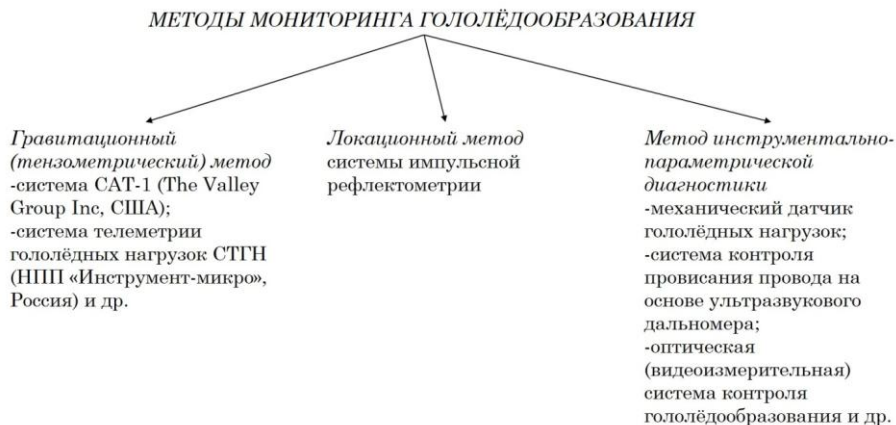 МЕТОДЫ МОНИТОРИНГА ГОЛОЛЁДООБРАЗОВАНИЯ
Гравитационный
(тензометрический) метод
-система CAT-1 (The Valley
Group Inc, США);
-система телеметрии
гололёдных нагрузок СТГН
(НПП «Инструмент-микро»,
Россия) и др.
Локационный метод
системы импульсной
рефлектометрии
Метод инструментально-
параметрической
диагностики
-механический датчик
гололёдных нагрузок;
-система контроля
провисания провода на
основе ультразвукового
дальномера;
-оптическая
(видеоизмерительная)
система контроля
гололёдообразования и др.